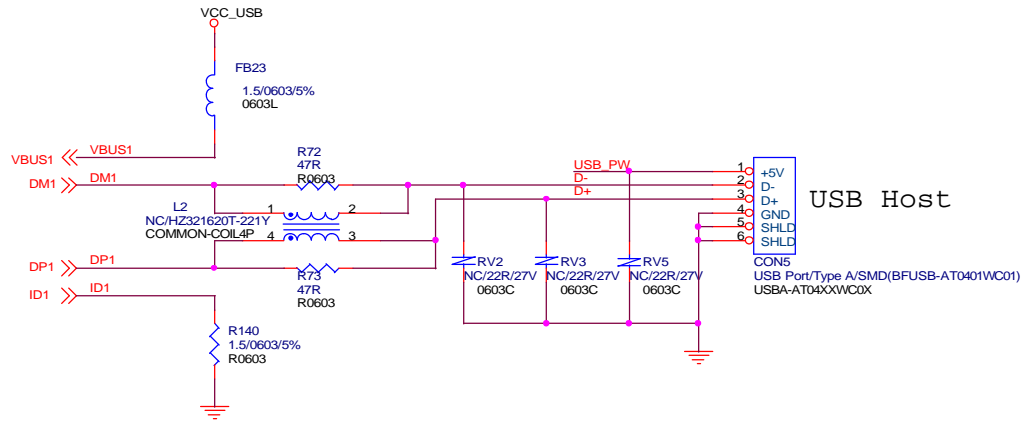 VCC_USB
FB23
1.5/0603/5%
0603L
VBUS1
VBUS1
DM1
DM1
R72
47R
R0603
USB_PW
D-
D+
1
+5V
2
D-
3
D+
4
GND
5
SHLD
6
SHLD
USB Host
CON5
USB Port/Type A/SMD(BFUSB-AT0401WC01)
USBA-AT04XXWC0X
L2
NC/HZ321620T-221Y
COMMON-COIL4P
1
2
4
3
DP1
DP1
R73
47R
R0603
RV2
NC/22R/27V
0603C
RV3
NC/22R/27V
0603C
RV5
NC/22R/27V
0603C
ID1
ID1
R140
1.5/0603/5%
R0603